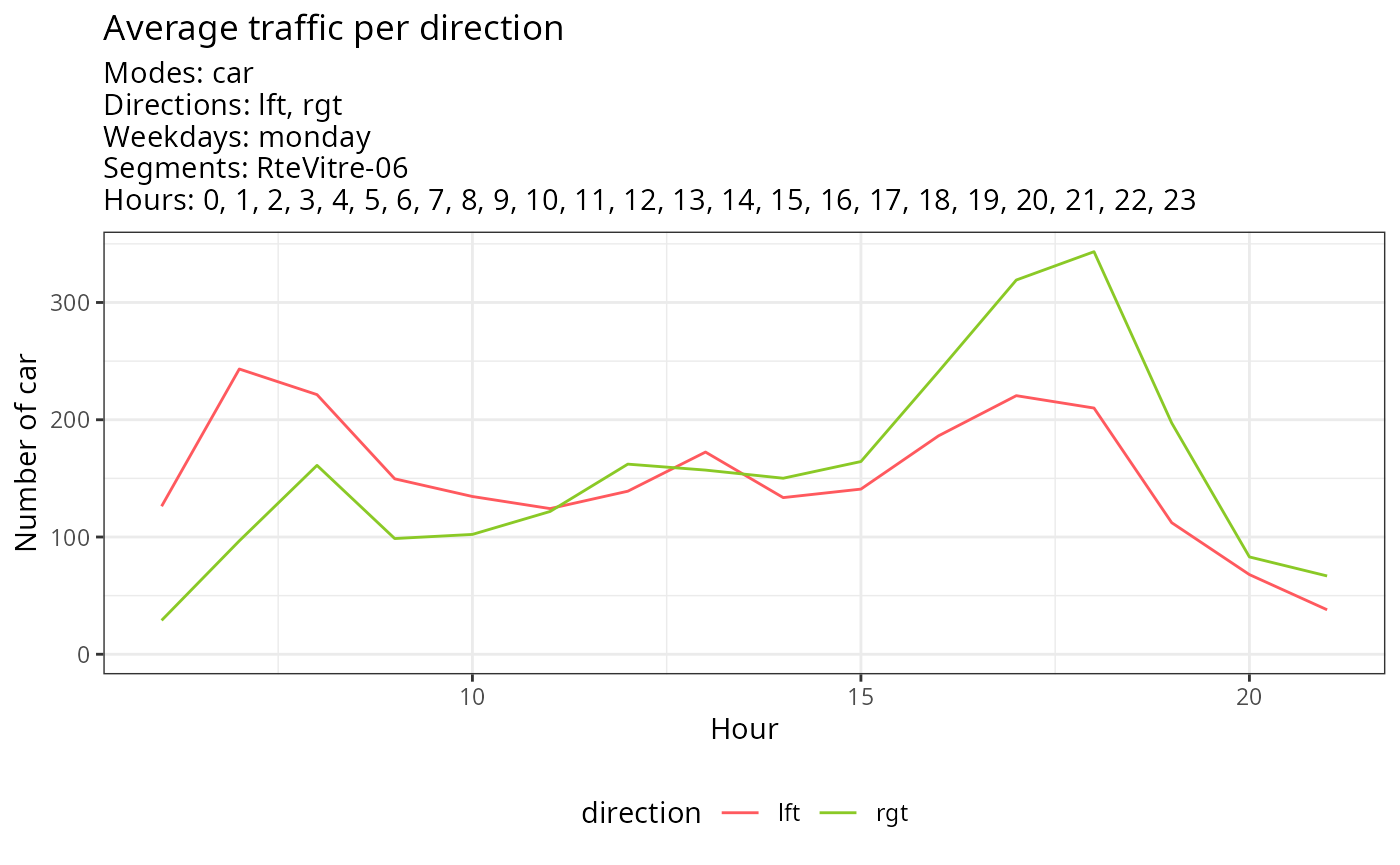 Average traffic per direction
Modes: car
Directions: lft, rgt
Weekdays: monday
Segments: RteVitre-06
Hours: 0, 1, 2, 3, 4, 5, 6, 7, 8, 9, 10, 11, 12, 13, 14, 15, 16, 17, 18, 19, 20, 21, 22, 23
Number of car
300
200
100
0
10 15 20
Hour
direction lft rgt